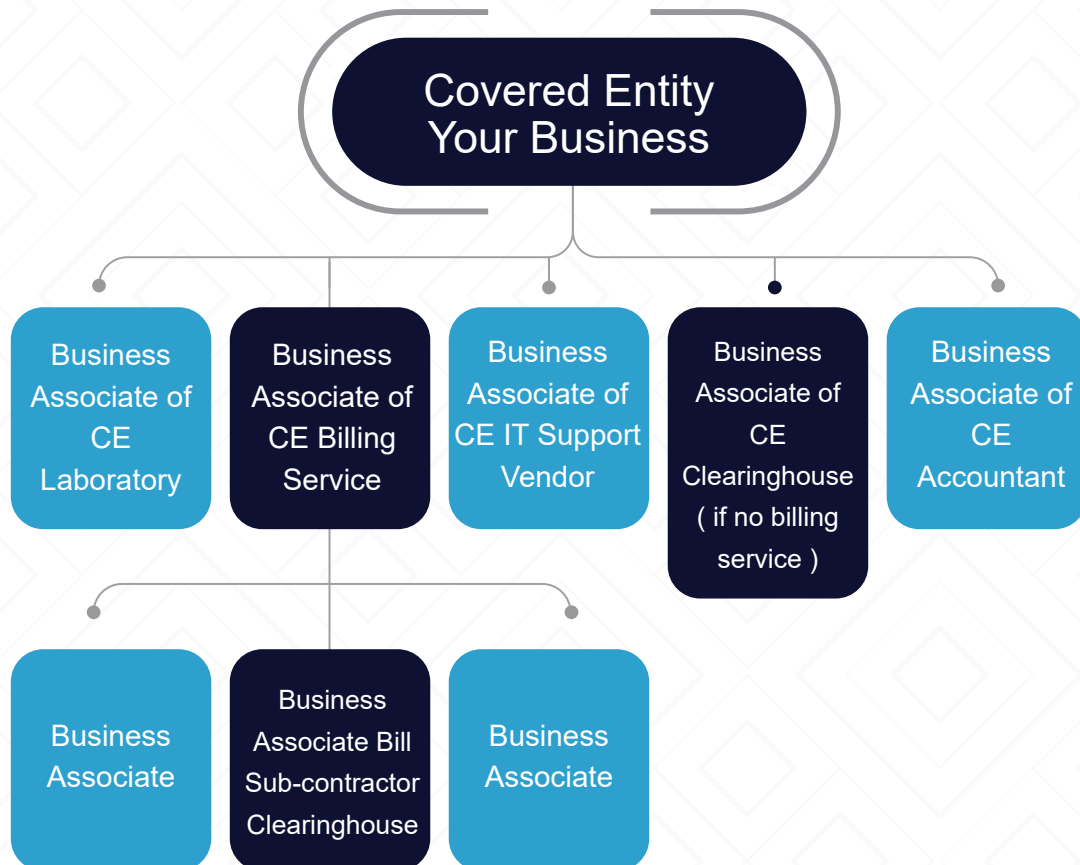 Covered Entity
Your Business
Business
Associate of
CE
Laboratory
Business
Associate of
CE Billing
Service
Business
Associate of
CE IT Support
Vendor
Business
Associate of
CE
Clearinghouse
( if no billing
service )
Business
Associate of
CE
Accountant
Business
Associate
Business
Associate Bill
Sub-contractor
Clearinghouse
Business
Associate